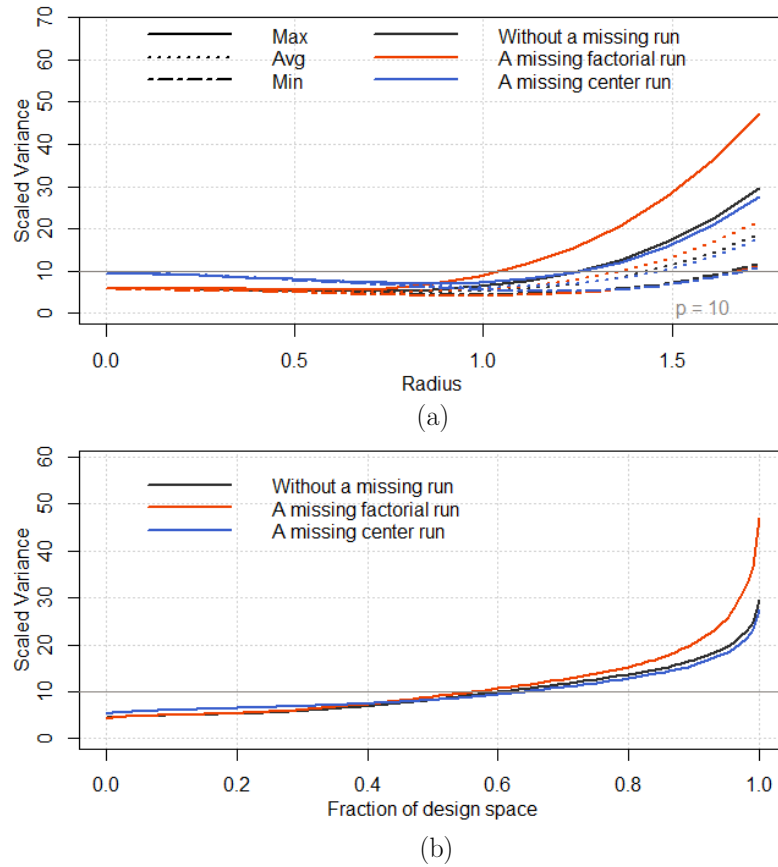 70
60
50
40
30
20
10
0
Scaled Variance
Max
Avg
Min
Without a missing run
A missing factorial run
A missing center run
p = 10
0.0 0.5 1.0 1.5
Radius
(a)
60
50
40
30
20
10
0
Scaled Variance
Without a missing run
A missing factorial run
A missing center run
0.0 0.2 0.4 0.6 0.8 1.0
Fraction of design space
(b)